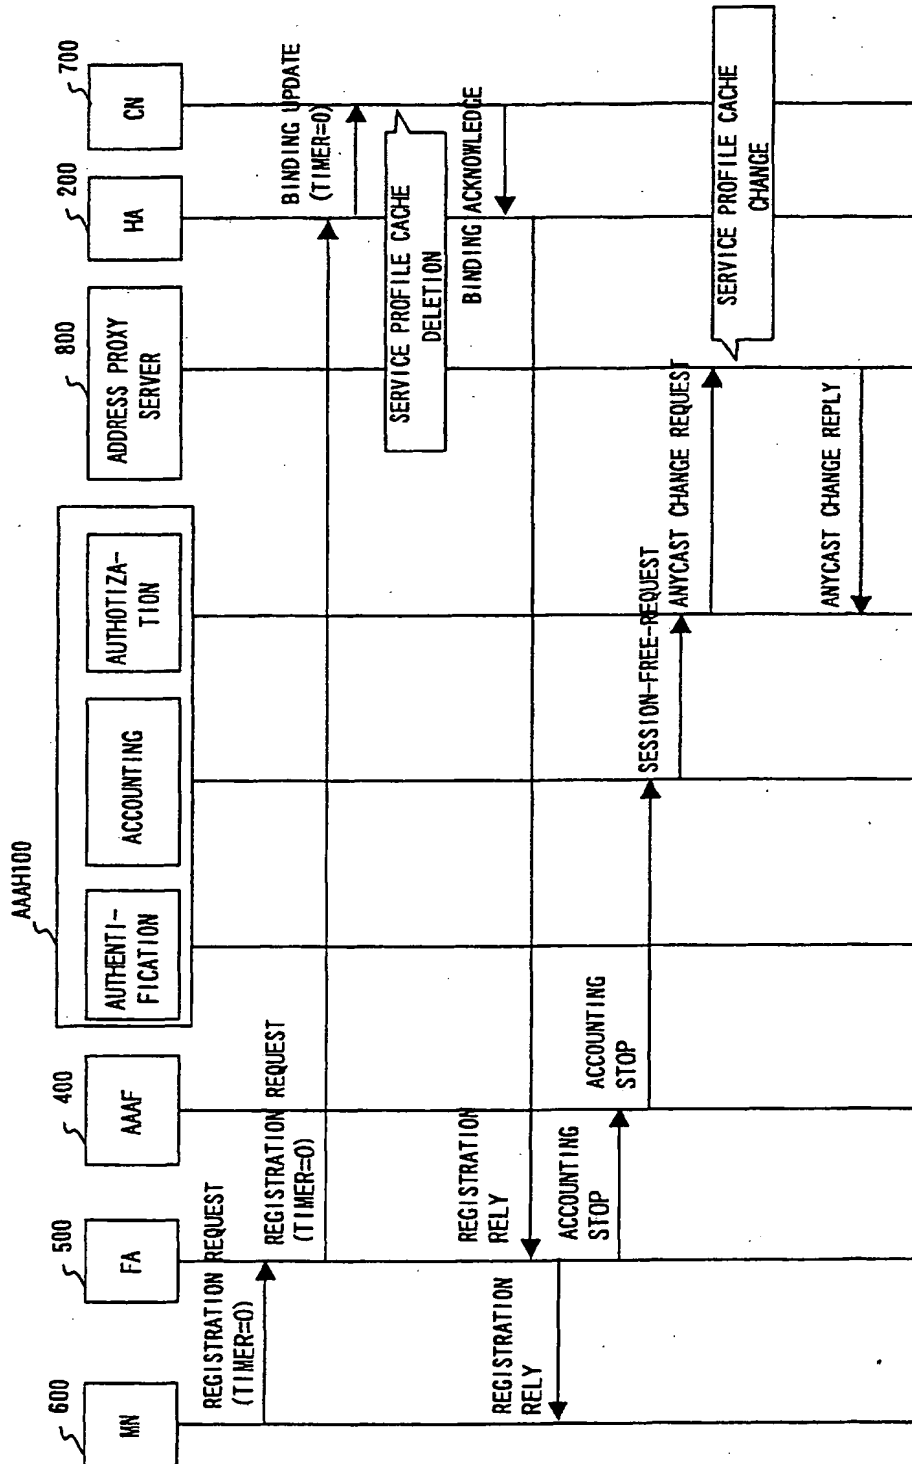 600
MN
500
FA
400
AAAF
AAAH100
AUTHENTI-
FICATION
ACCOUNTING
AUTHOTIZA-
TION
800
ADDRESS PROXY
SERVER
200
HA
700
CN
REGISTRATION REQUEST
(TIMER=0)
REGISTRATION REQUEST
(TIMER=0)
BINDING UPDATE
(TIMER=0)
SERVICE PROFILE CACHE
DELETION
BINDING ACKNOWLEDGE
REGISTRATION
RELY
REGISTRATION
RELY
ACCOUNTING
STOP
ACCOUNTING
STOP
SESSION-FREE-REQUEST
ANYCAST CHANGE REQUEST
SERVICE PROFILE CACHE
CHANGE
ANYCAST CHANGE REPLY